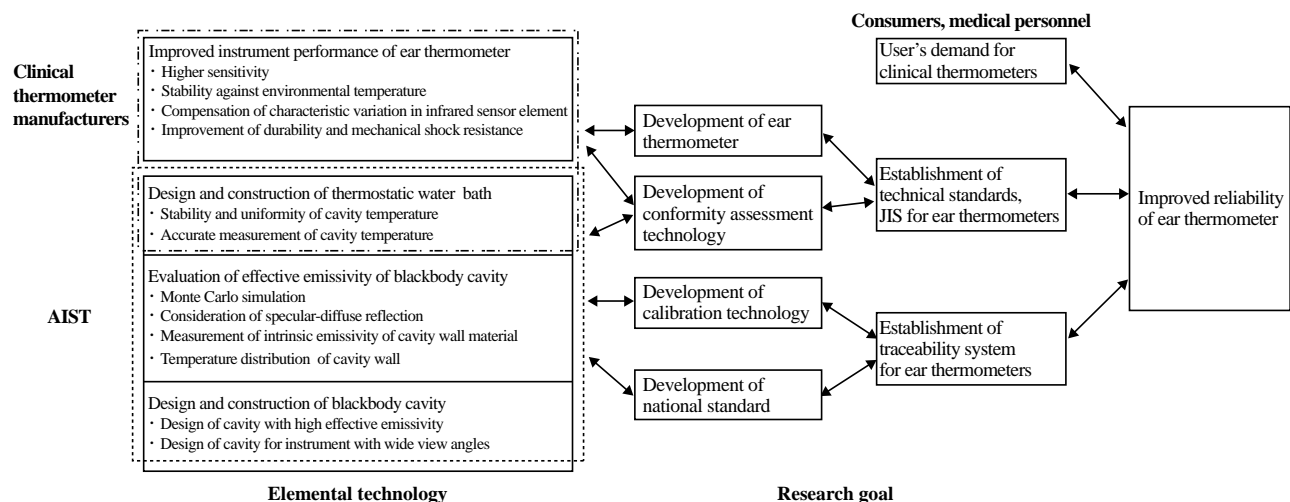 Consumers, medical personnel
Clinical
thermometer
manufacturers
Improved instrument performance of ear thermometer
・ Higher sensitivity
・ Stability against environmental temperature
・ Compensation of characteristic variation in infrared sensor element
・ Improvement of durability and mechanical shock resistance
Design and construction of thermostatic water bath
・ Stability and uniformity of cavity temperature
・ Accurate measurement of cavity temperature
AIST
Evaluation of effective emissivity of blackbody cavity
・ Monte Carlo simulation
・ Consideration of specular-diffuse reflection
・ Measurement of intrinsic emissivity of cavity wall material
・ Temperature distribution of cavity wall
Design and construction of blackbody cavity
・ Design of cavity with high effective emissivity
・ Design of cavity for instrument with wide view angles
Development of ear
thermometer
Development of
conformity assessment
technology
Development of
calibration technology
Development of
national standard
User's demand for
clinical thermometers
Establishment of
technical standards,
JIS for ear thermometers
Establishment of
traceability system
for ear thermometers
Improved reliability
of ear thermometer
Elemental technology
Research goal